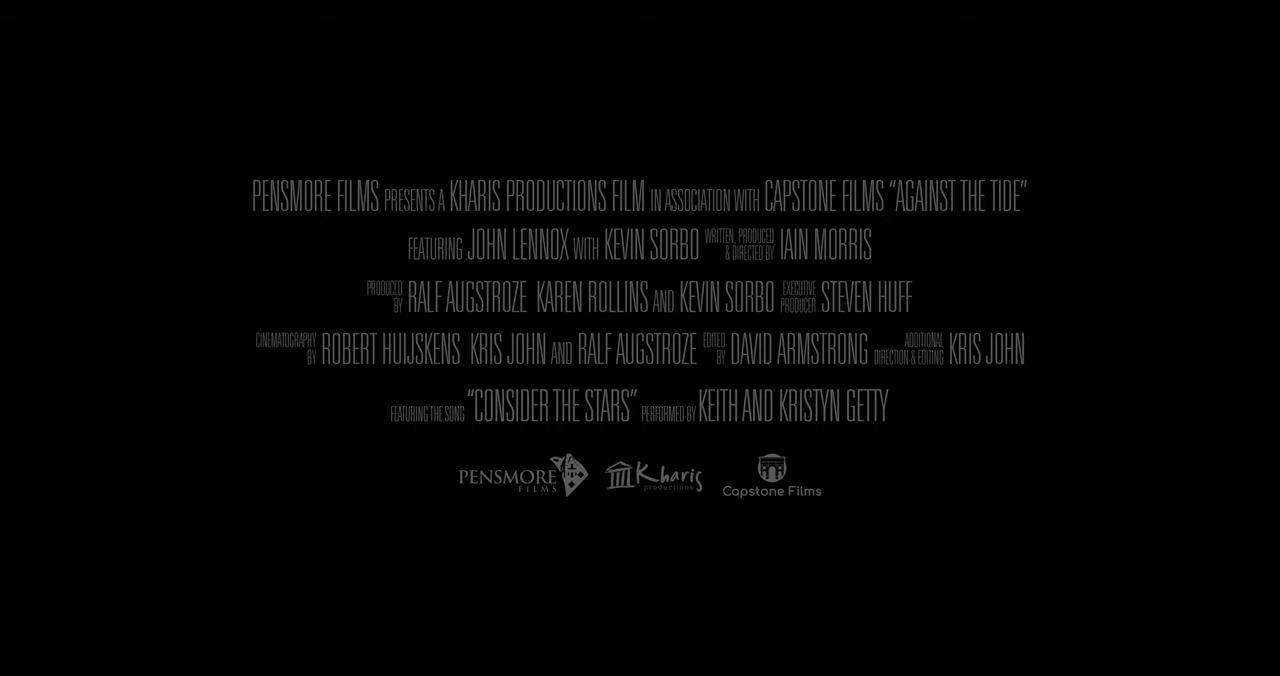 PENSMORE FILMS PRESENTS A KHARIS PRODUCTIONS FILM IN ASSOCIATION WITH CAPSTONE FILMS “AGAINST THE TIDE”
FEATURING JOHN LENNOX WITH KEVIN SORBO WRITTEN, PRODUCED & DIRECTED BY IAIN MORRIS
PRODUCED BY RALF AUGSTROZE KAREN ROLLINS AND KEVIN SORBO EXECUTIVE PRODUCER STEVEN HUFF
CINEMATOGRAPHY BY ROBERT HUIJSKENS KRIS JOHN AND RALF AUGSTROZE EDITED BY DAVID ARMSTRONG ADDITIONAL DIRECTION & EDITING KRIS JOHN
FEATURING THE SONG “CONSIDER THE STARS” PERFORMED BY KEITH AND KRISTYN GETTY
PENSMORE FILMS
Kharis productions
Capstone Films